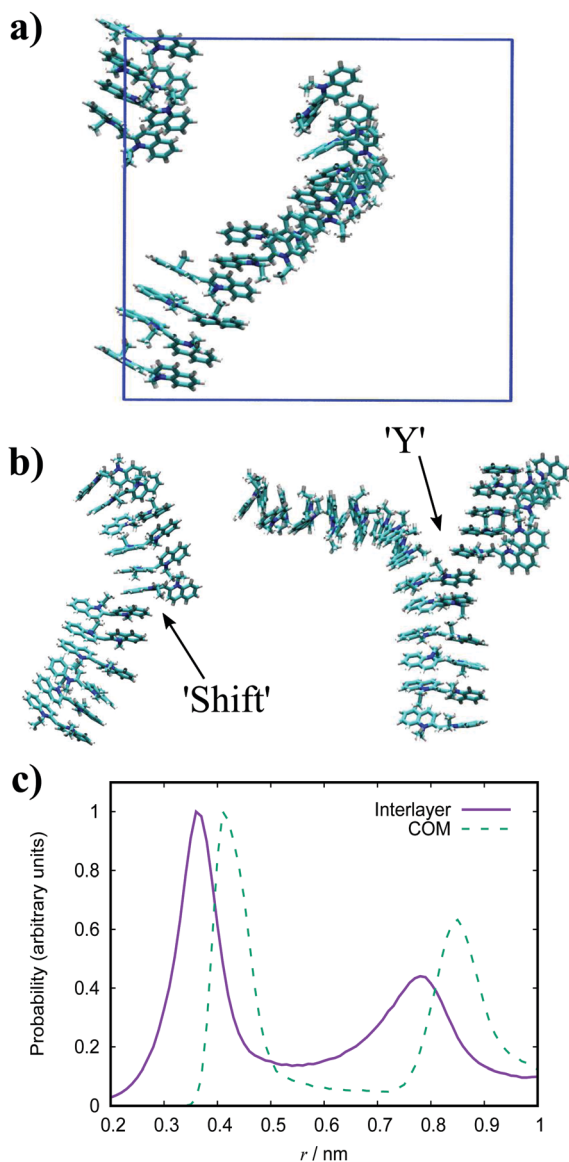 a)
b)
'Y'
'Shift'
c)
Interlayer
COM
Probability (arbitrary units)
1
0.8
0.6
0.4
0.2
0
0.2 0.3 0.4 0.5 0.6 0.7 0.8 0.9 1
r / nm